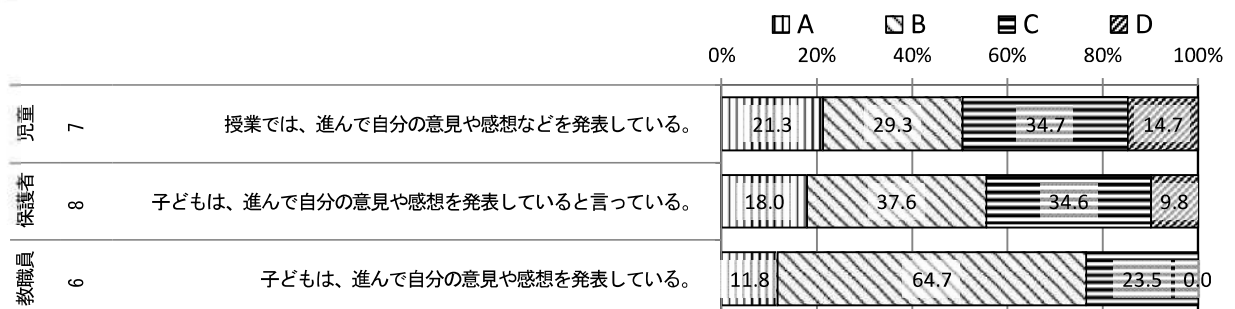 A B C D
0% 20% 40% 60% 80% 100%
児童 7 授業では、進んで自分の意見や感想などを発表している。 21.3 29.3 34.7 14.7
保護者 8 子どもは、進んで自分の意見や感想を発表していると言っている。 18.0 37.6 34.6 9.8
教職員 6 子どもは、進んで自分の意見や感想を発表している。 11.8 64.7 23.5 0.0